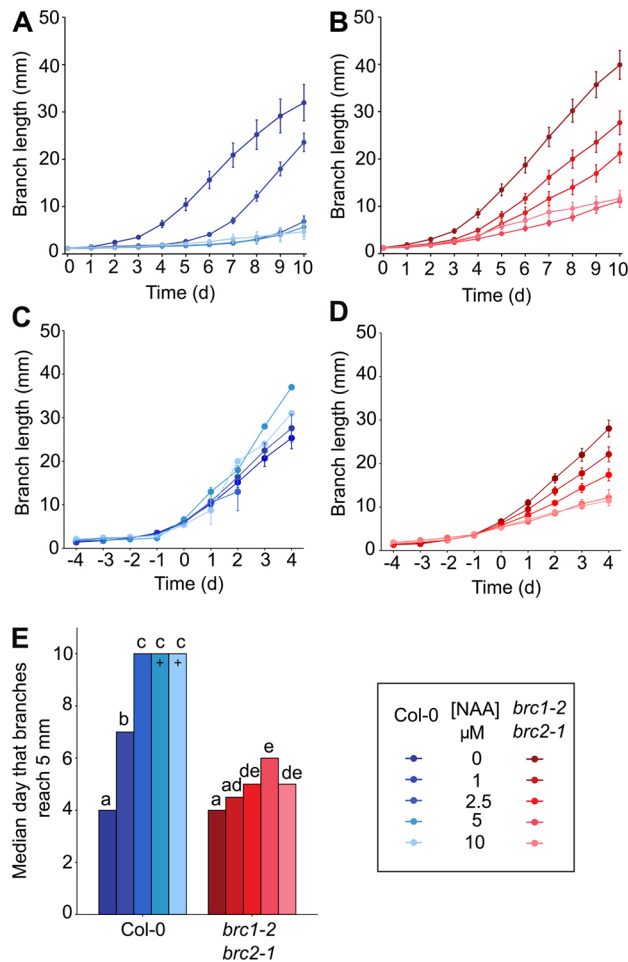 A
Branch length (mm)
50
40
30
20
10
0
0 1 2 3 4 5 6 7 8 9 10
Time (d)
B
Branch length (mm)
50
40
30
20
10
0
0 1 2 3 4 5 6 7 8 9 10
Time (d)
C
Branch length (mm)
50
40
30
20
10
0
-4 -3 -2 -1 0 1 2 3 4
Time (d)
D
Branch length (mm)
50
40
30
20
10
0
-4 -3 -2 -1 0 1 2 3 4
Time (d)
E
Median day that branches
reach 5 mm
10
8
6
4
2
0
a b c c c a ad de e de
+ +
Col-0 brc1-2
brc2-1
Col-0 [NAA] brc1-2
µM brc2-1
0
1
2.5
5
10